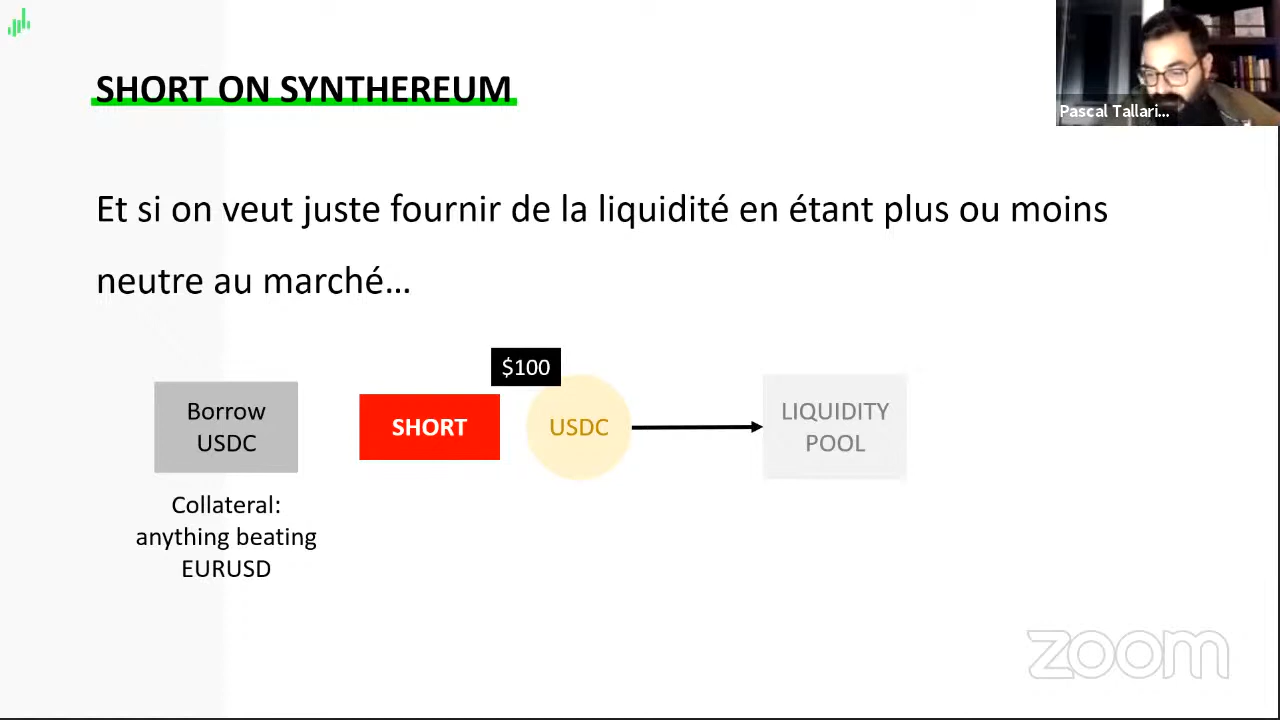 SHORT ON SYNTHEREUM
Pascal Tallari...
Et si on veut juste fournir de la liquidité en étant plus ou moins
neutre au marché...
$100
Borrow
USDC
SHORT
USDC
LIQUIDITY
POOL
Collateral:
anything beating
EURUSD
zoom